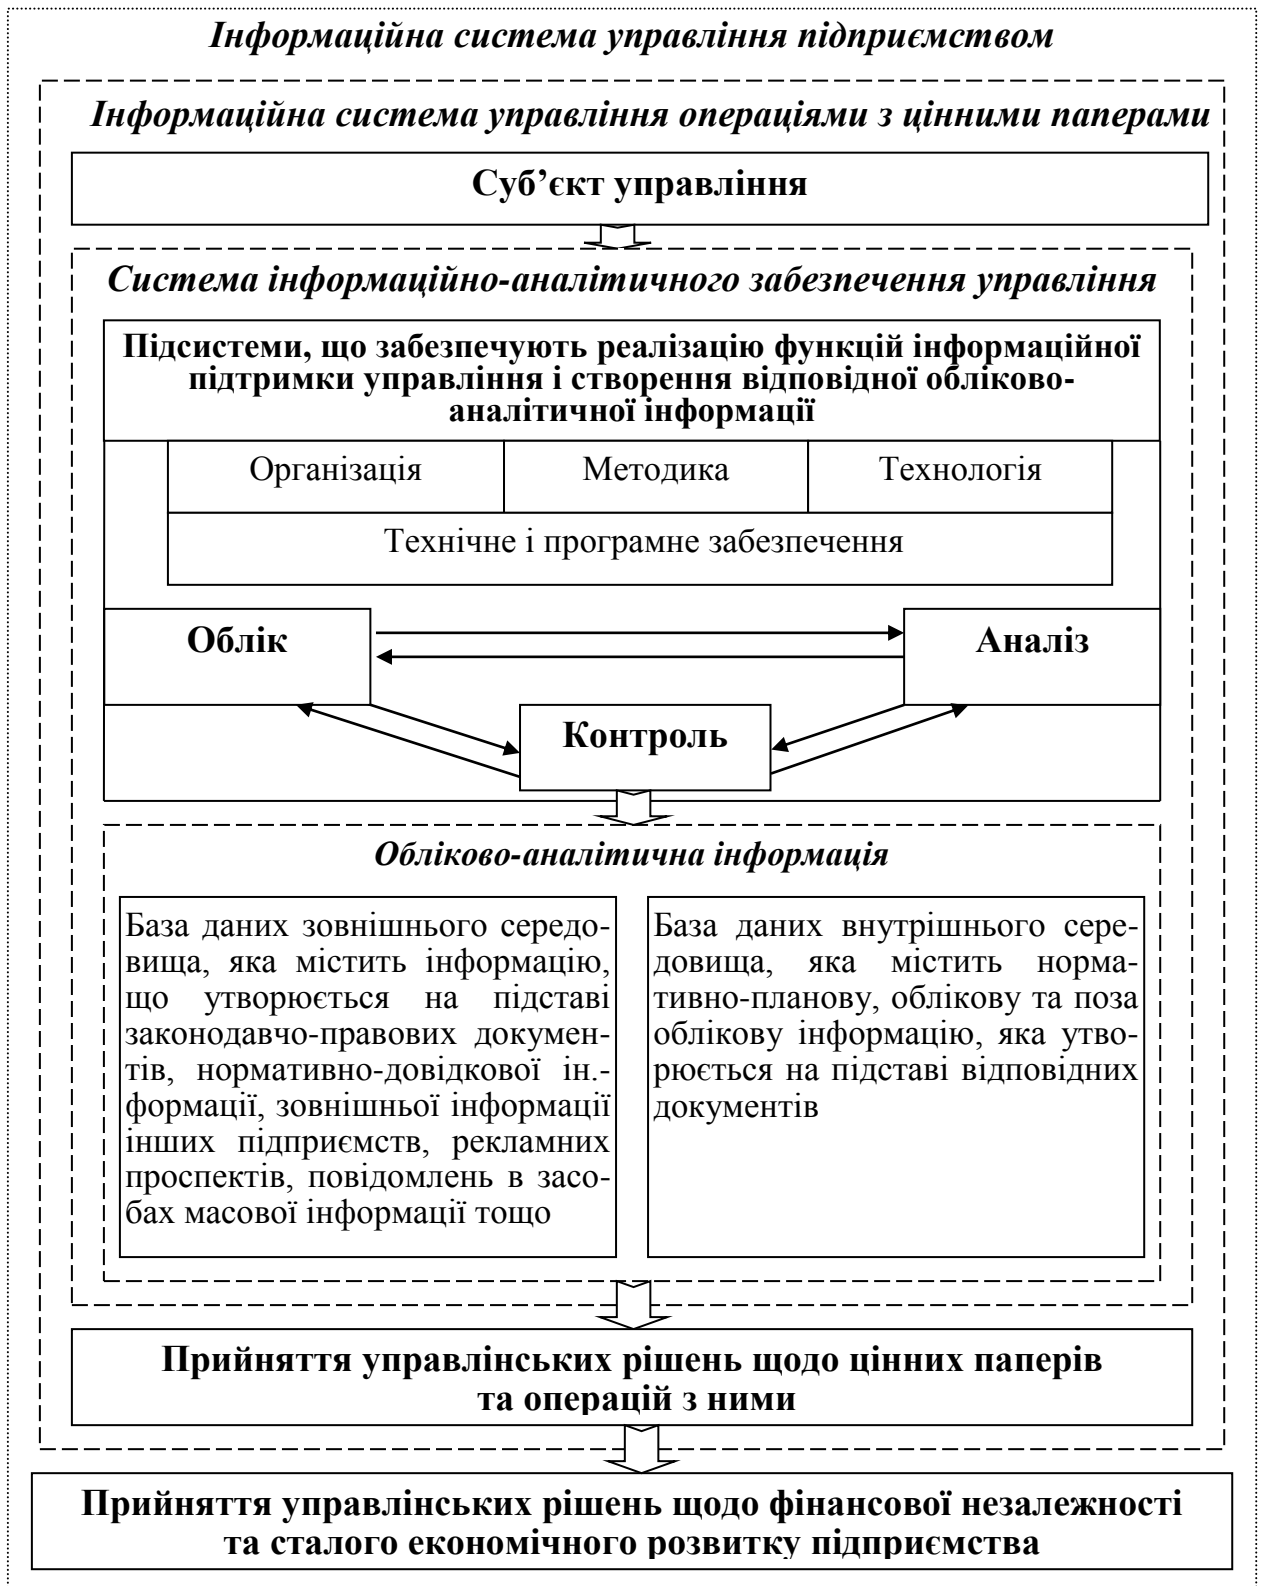 Інформаційна система управління підприємством
Інформаційна система управління операціями з цінними паперами
Суб’єкт управління
Система інформаційно-аналітичного забезпечення управління
Підсистеми, що забезпечують реалізацію функцій інформаційної
підтримки управління і створення відповідної обліково-
аналітичної інформації
Організація
Методика
Технологія
Технічне і програмне забезпечення
Облік
Аналіз
Контроль
Обліково-аналітична інформація
База даних зовнішнього середо-
вища, яка містить інформацію,
що утворюється на підставі
законодавчо-правових докумен-
тів, нормативно-довідкової ін.-
формації, зовнішньої інформації
інших підприємств, рекламних
проспектів, повідомлень в засо-
бах масової інформації тощо
База даних внутрішнього сере-
довища, яка містить норма-
тивно-планову, облікову та поза
облікову інформацію, яка утво-
рюється на підставі відповідних
документів
Прийняття управлінських рішень щодо цінних паперів
та операцій з ними
Прийняття управлінських рішень щодо фінансової незалежності
та сталого економічного розвитку підприємства